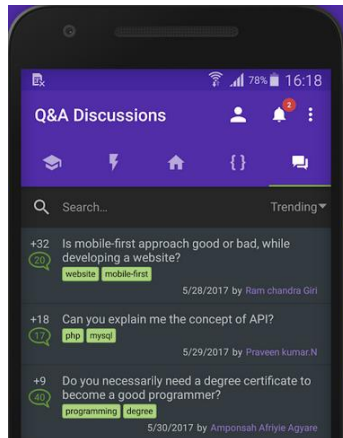 78% 16:18
Q&A Discussions
2
{ }
Search... Trending
+32 Is mobile-first approach good or bad, while
20 developing a website?
website mobile-first
5/28/2017 by Ram chandra Giri
+18 Can you explain me the concept of API?
17 php mysql
5/29/2017 by Praveen kumar.N
+9 Do you necessarily need a degree certificate to
40 become a good programmer?
programming degree
5/30/2017 by Amponsah Afriyie Agyare